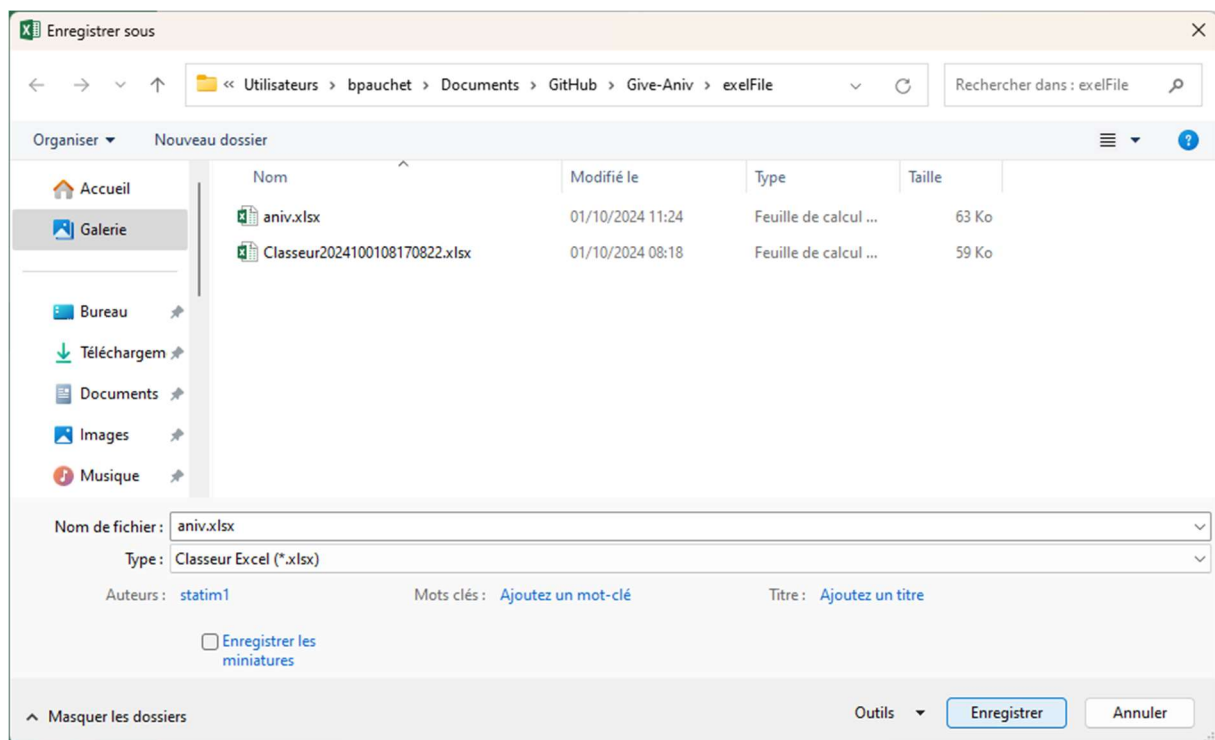 Enregistrer sous
« Utilisateurs > bpauchet > Documents > GitHub > Give-Aniv > exelFile
Rechercher dans : exelFile
Organiser
Nouveau dossier
Nom Modifié le Type Taille
Accueil
Galerie
aniv.xlsx 01/10/2024 11:24 Feuille de calcul ... 63 Ko
Classeur2024100108170822.xlsx 01/10/2024 08:18 Feuille de calcul ... 59 Ko
Bureau
Téléchargem
Documents
Images
Musique
Nom de fichier : aniv.xlsx
Type : Classeur Excel (*.xlsx)
Auteurs : statim1 Mots clés : Ajoutez un mot-clé Titre : Ajoutez un titre
Enregistrer les
miniatures
Masquer les dossiers
Outils
Enregistrer
Annuler